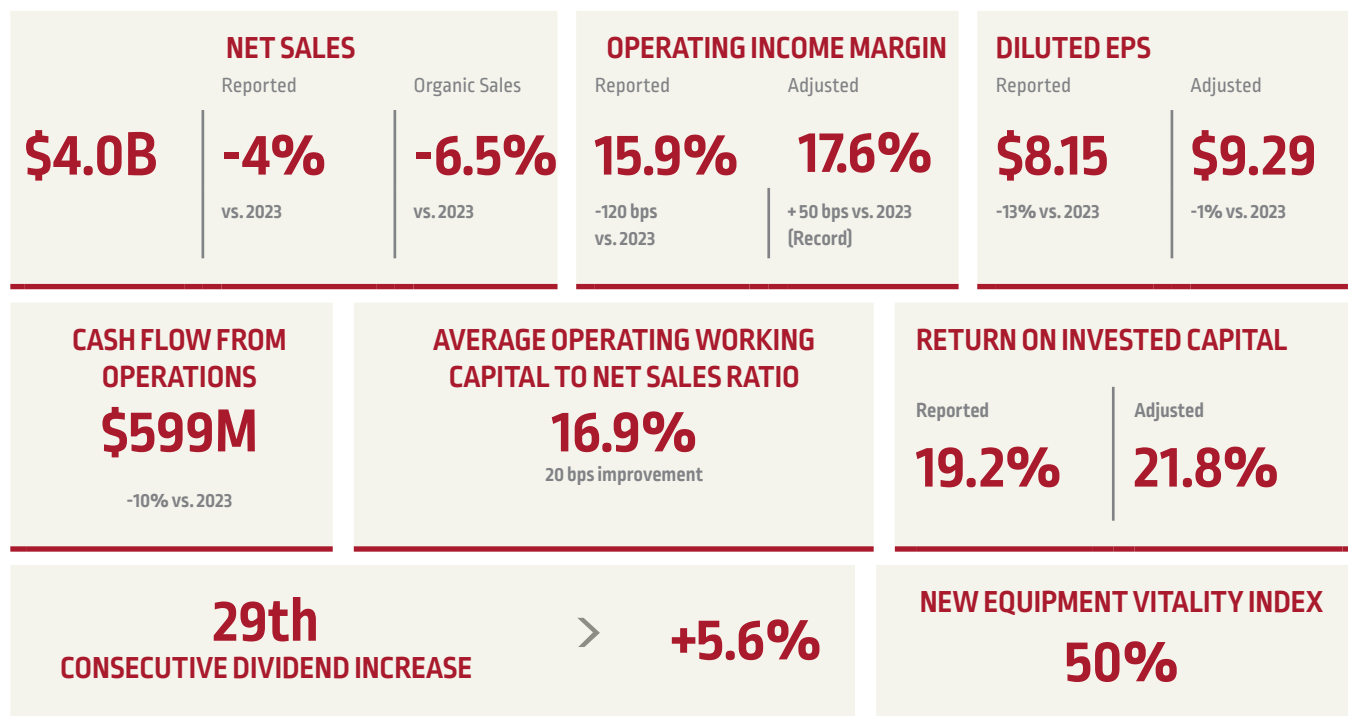 NET SALES
Reported
Organic Sales
$4.0B
-4%
-6.5%
vs. 2023
vs. 2023
OPERATING INCOME MARGIN
Reported
Adjusted
15.9%
17.6%
-120 bps
vs. 2023
+50 bps vs. 2023
(Record)
DILUTED EPS
Reported
Adjusted
$8.15
$9.29
-13% vs. 2023
-1% vs. 2023
CASH FLOW FROM
OPERATIONS
$599M
-10% vs. 2023
AVERAGE OPERATING WORKING
CAPITAL TO NET SALES RATIO
16.9%
20 bps improvement
RETURN ON INVESTED CAPITAL
Reported
Adjusted
19.2%
21.8%
29th
CONSECUTIVE DIVIDEND INCREASE
+5.6%
NEW EQUIPMENT VITALITY INDEX
50%